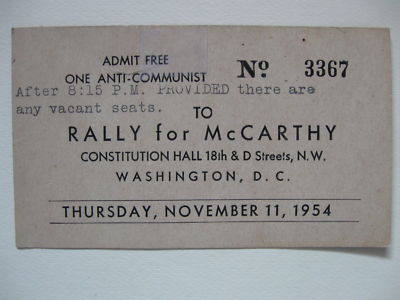 ADMIT FREE
ONE ANTI-COMMUNIST
Nº 3367
After 8:15 P.M. PROVIDED there are
any vacant seats.
TO
RALLY for McCARTHY
CONSTITUTION HALL 18th & D Streets, N.W.
WASHINGTON, D. C.
THURSDAY, NOVEMBER 11, 1954